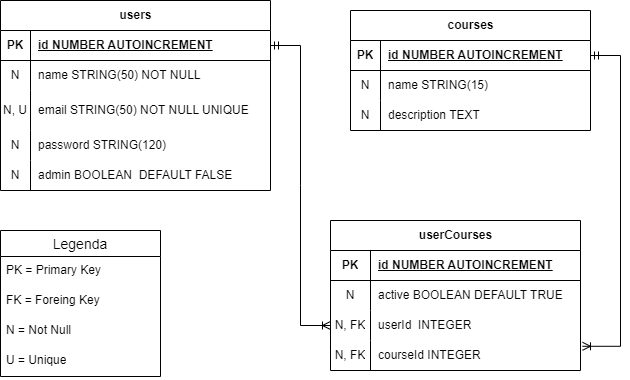 users
PK id NUMBER AUTOINCREMENT
N name STRING(50) NOT NULL
N, U email STRING(50) NOT NULL UNIQUE
N password STRING(120)
N admin BOOLEAN DEFAULT FALSE
courses
PK id NUMBER AUTOINCREMENT
N name STRING(15)
N description TEXT
userCourses
PK id NUMBER AUTOINCREMENT
N active BOOLEAN DEFAULT TRUE
N, FK userId INTEGER
N, FK courseId INTEGER
Legenda
PK = Primary Key
FK = Foreing Key
N = Not Null
U = Unique